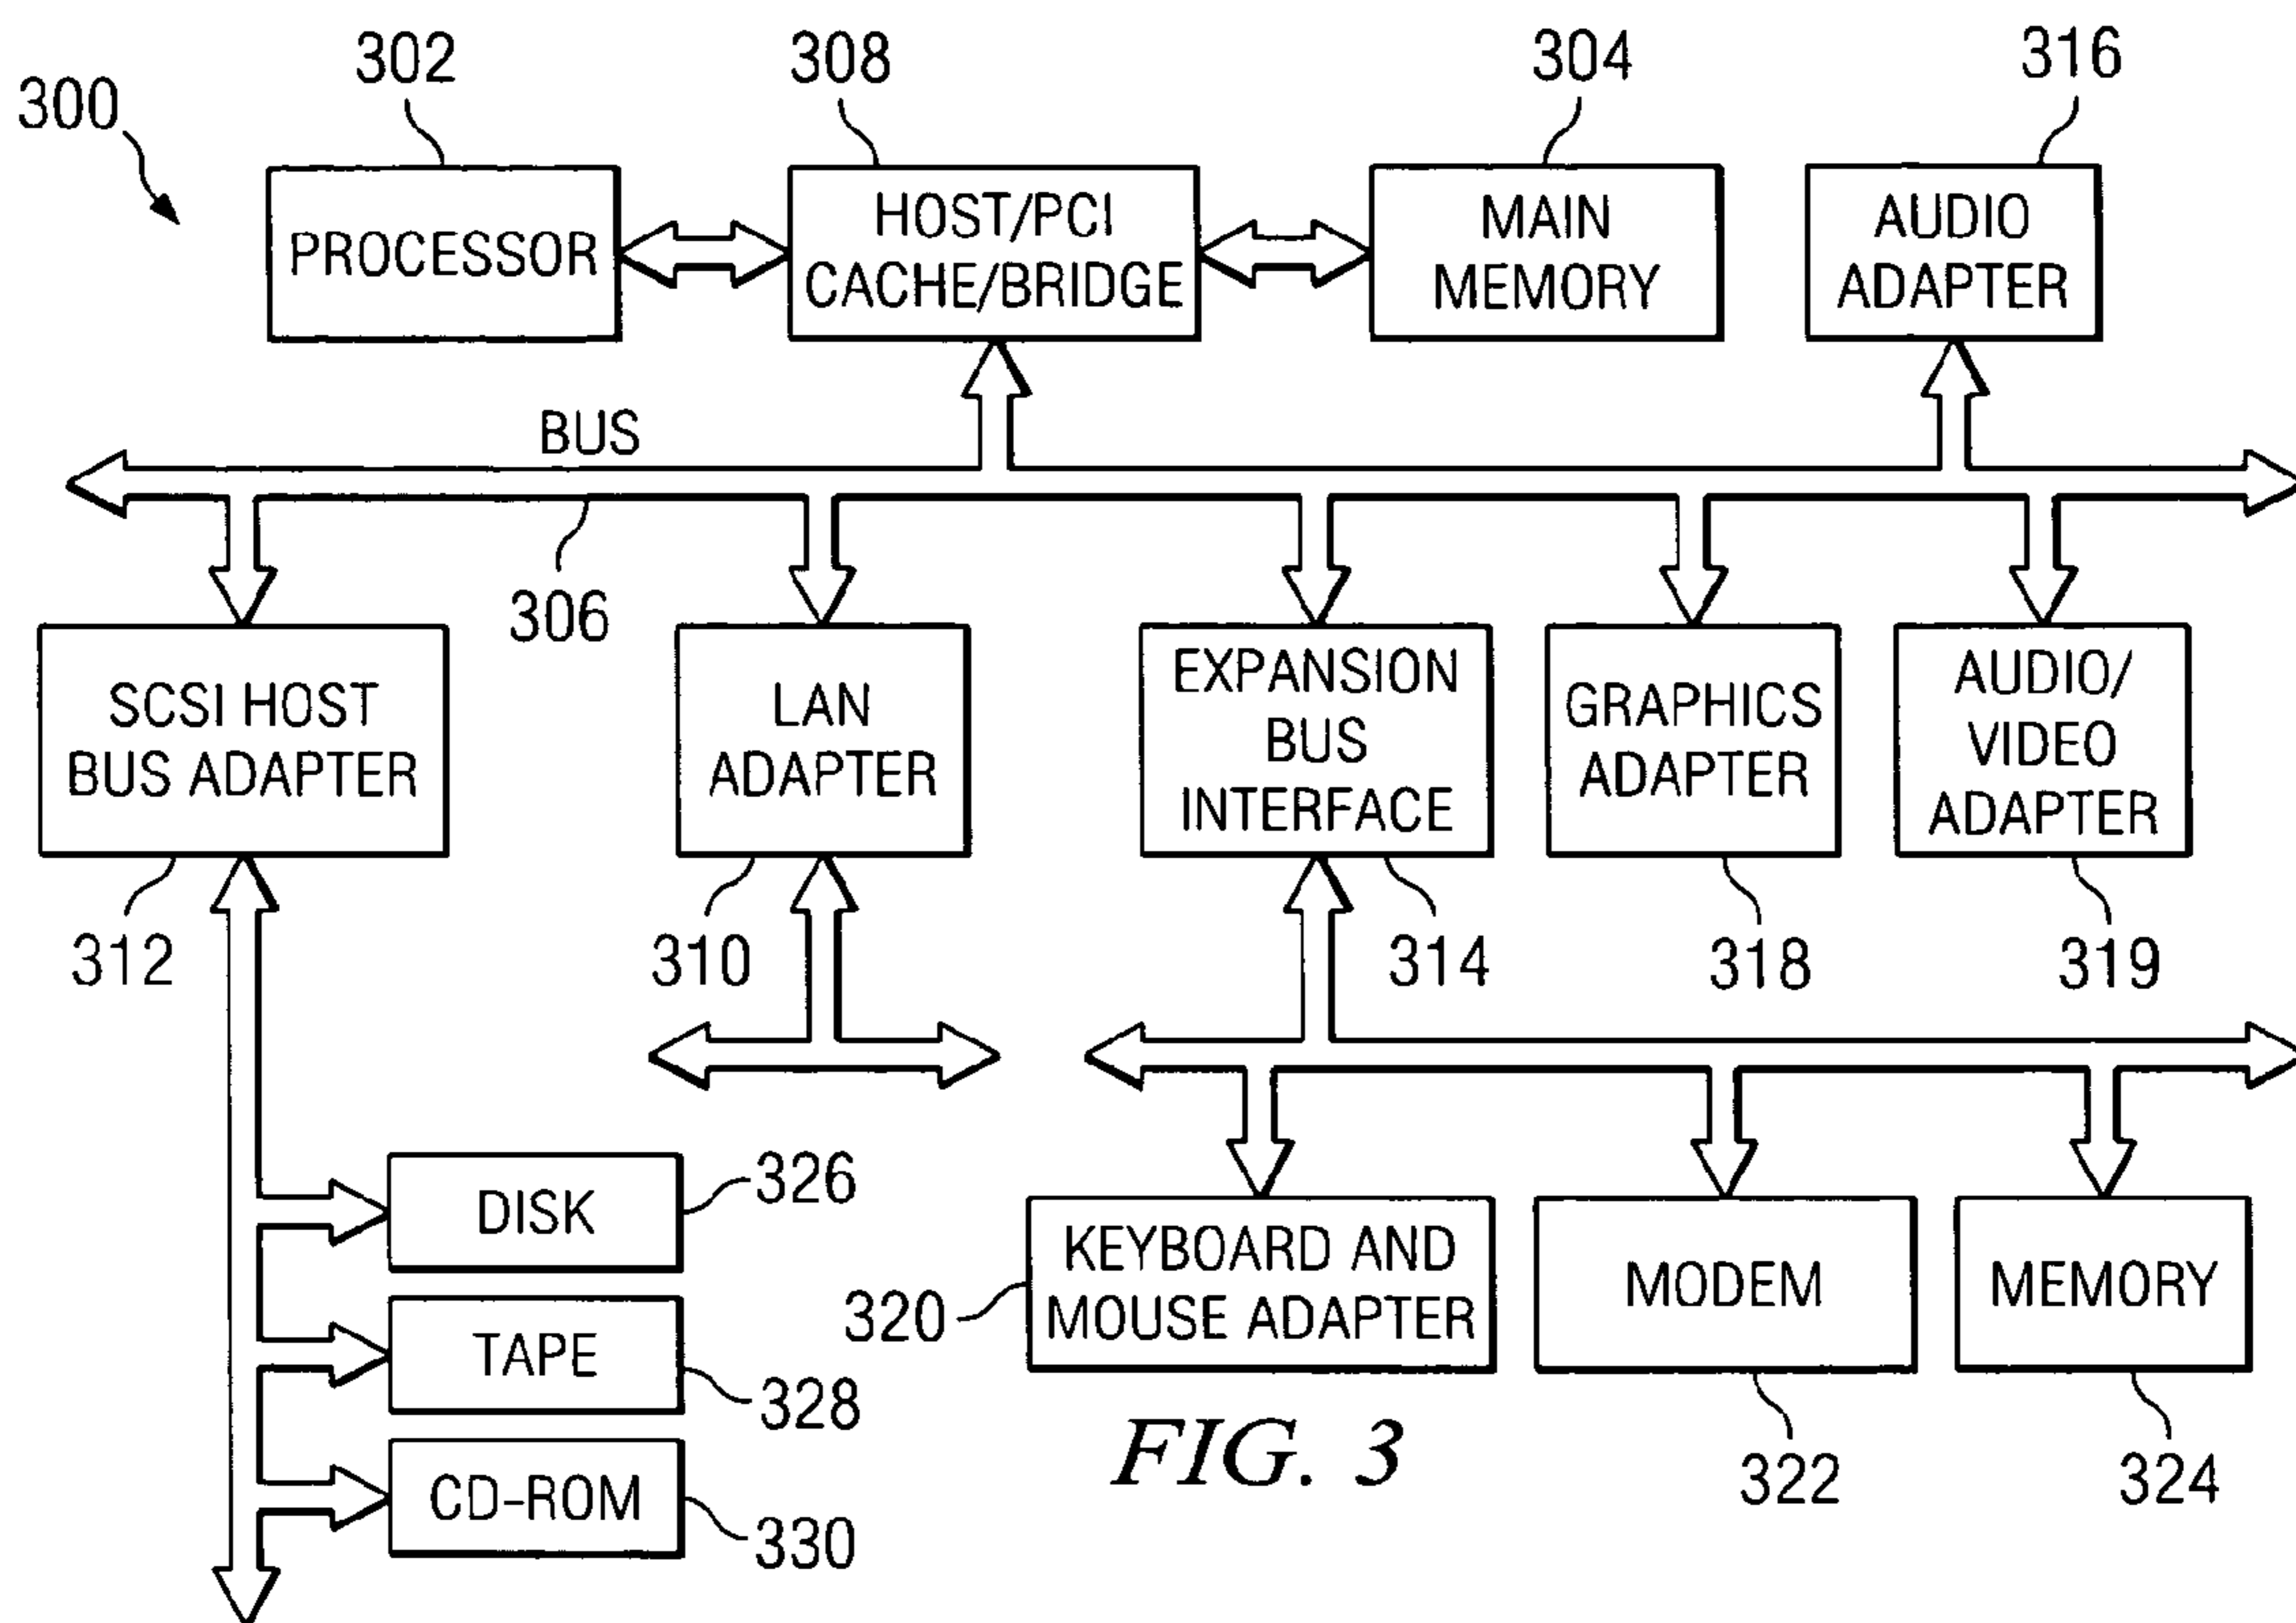 302
308
304
316
300
PROCESSOR
HOST/PCI
CACHE/BRIDGE
MAIN
MEMORY
AUDIO
ADAPTER
BUS
306
SCSI HOST
BUS ADAPTER
LAN
ADAPTER
EXPANSION
BUS
INTERFACE
GRAPHICS
ADAPTER
AUDIO/
VIDEO
ADAPTER
312
310
314
318
319
DISK
326
TAPE
328
CD-ROM
330
320
KEYBOARD AND
MOUSE ADAPTER
MODEM
MEMORY
322
324
FIG. 3